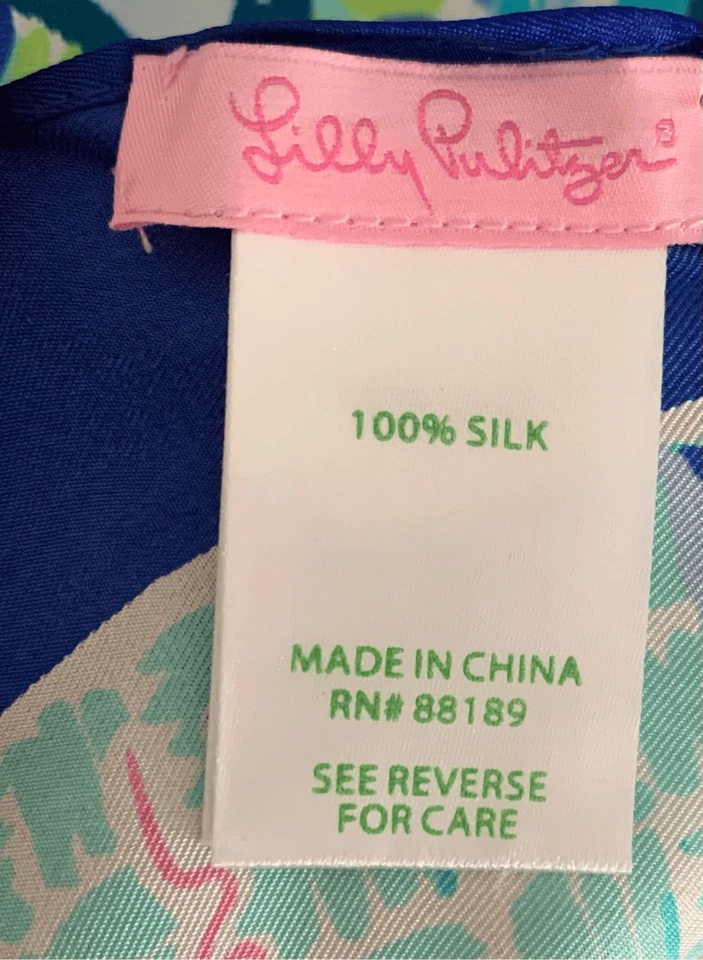 Lilly Pulitzer®
100% SILK
MADE IN CHINA
RN# 88189
SEE REVERSE
FOR CARE